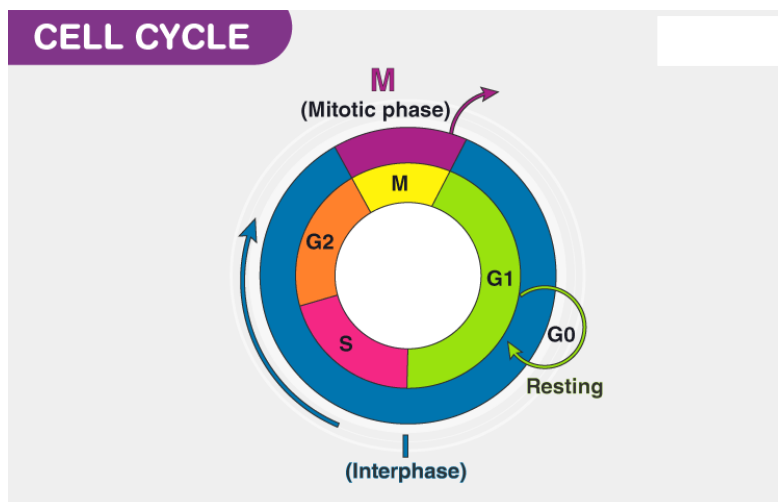 CELL CYCLE
M
(Mitotic phase)
M
G2
G1
S
G0
Resting
(Interphase)